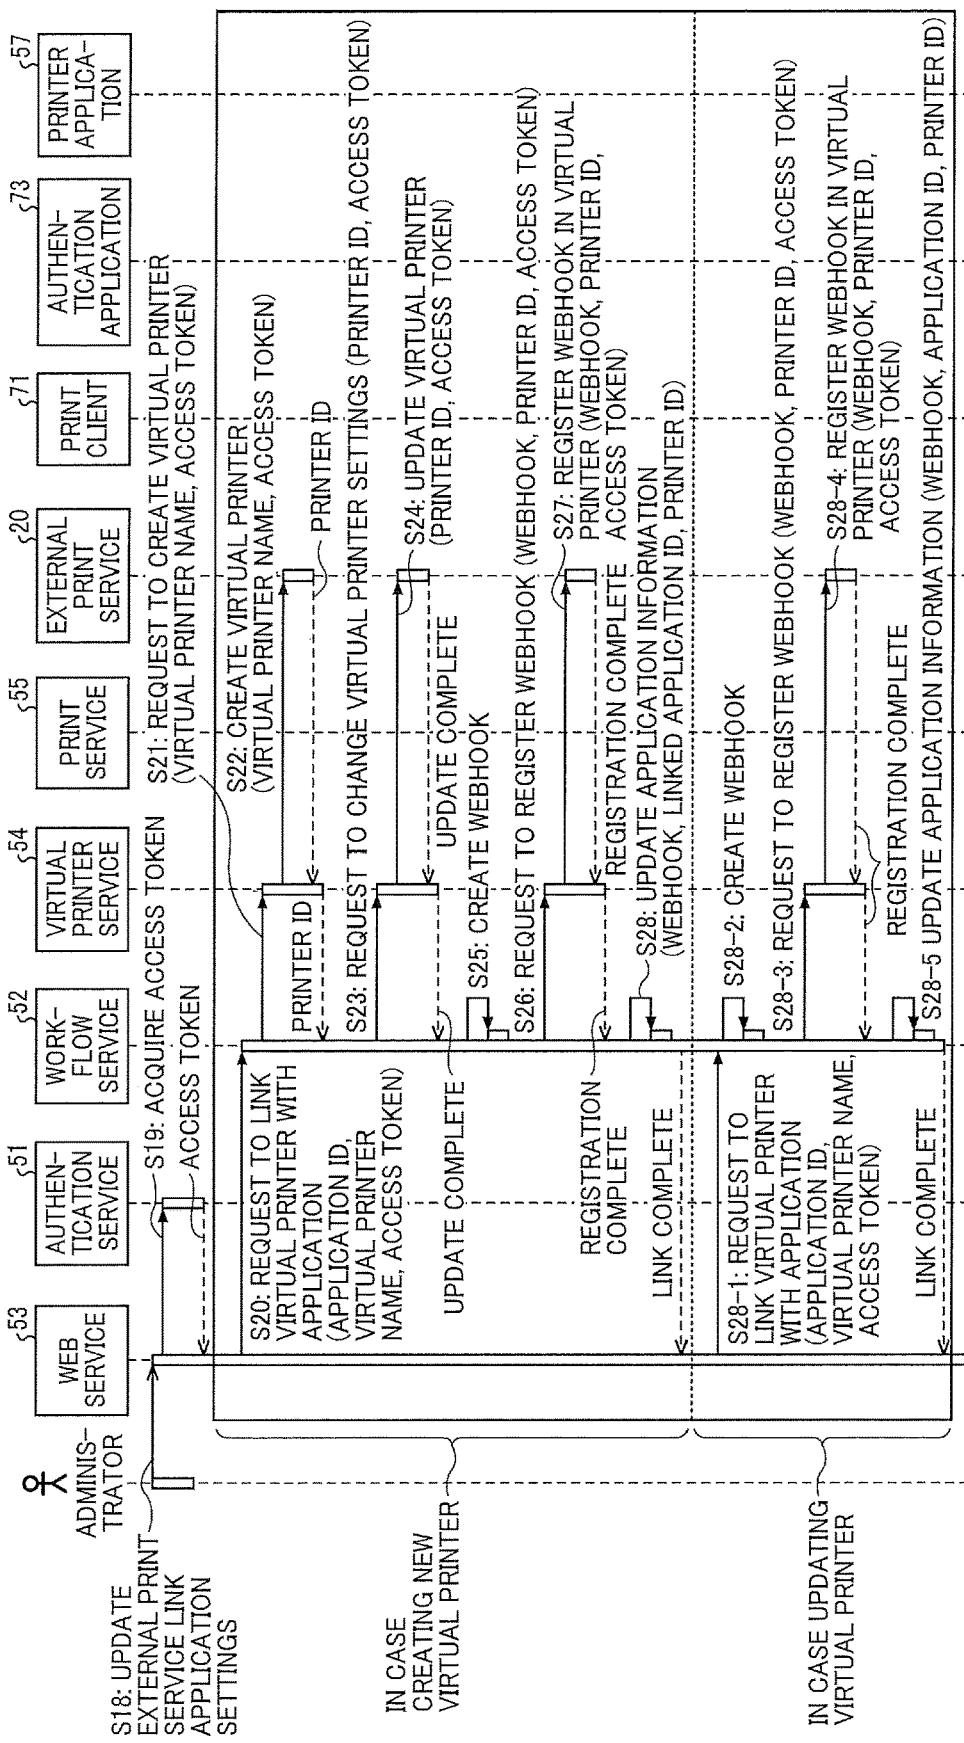 ADMINIS-
TRATOR
53
WEB
SERVICE
51
AUTHEN-
TICATION
SERVICE
52
WORK-
FLOW
SERVICE
54
VIRTUAL
PRINTER
SERVICE
55
PRINT
SERVICE
20
EXTERNAL
PRINT
SERVICE
71
PRINT
CLIENT
73
AUTHEN-
TICATION
APPLICATION
57
PRINTER
APPLICA-
TION
S18: UPDATE
EXTERNAL PRINT
SERVICE LINK
APPLICATION
SETTINGS
S19: ACQUIRE ACCESS TOKEN
ACCESS TOKEN
IN CASE
CREATING NEW
VIRTUAL PRINTER
S20: REQUEST TO LINK
VIRTUAL PRINTER WITH
APPLICATION
(APPLICATION ID,
VIRTUAL PRINTER
NAME, ACCESS TOKEN)
S21: REQUEST TO CREATE VIRTUAL PRINTER
(VIRTUAL PRINTER NAME, ACCESS TOKEN)
S22: CREATE VIRTUAL PRINTER
(VIRTUAL PRINTER NAME, ACCESS TOKEN)
PRINTER ID
PRINTER ID
S23: REQUEST TO CHANGE VIRTUAL PRINTER SETTINGS (PRINTER ID, ACCESS TOKEN)
S24: UPDATE VIRTUAL PRINTER
(PRINTER ID, ACCESS TOKEN)
UPDATE COMPLETE
UPDATE COMPLETE
S25: CREATE WEBHOOK
S26: REQUEST TO REGISTER WEBHOOK (WEBHOOK, PRINTER ID, ACCESS TOKEN)
S27: REGISTER WEBHOOK IN VIRTUAL
PRINTER (WEBHOOK, PRINTER ID,
ACCESS TOKEN)
REGISTRATION COMPLETE
REGISTRATION
COMPLETE
S28: UPDATE APPLICATION INFORMATION
(WEBHOOK, LINKED APPLICATION ID, PRINTER ID)
LINK COMPLETE
IN CASE UPDATING
VIRTUAL PRINTER
S28-1: REQUEST TO
LINK VIRTUAL PRINTER
WITH APPLICATION
(APPLICATION ID,
VIRTUAL PRINTER NAME,
ACCESS TOKEN)
S28-2: CREATE WEBHOOK
S28-3: REQUEST TO REGISTER WEBHOOK (WEBHOOK, PRINTER ID, ACCESS TOKEN)
S28-4: REGISTER WEBHOOK IN VIRTUAL
PRINTER (WEBHOOK, PRINTER ID,
ACCESS TOKEN)
REGISTRATION COMPLETE
S28-5 UPDATE APPLICATION INFORMATION (WEBHOOK, APPLICATION ID, PRINTER ID)
LINK COMPLETE